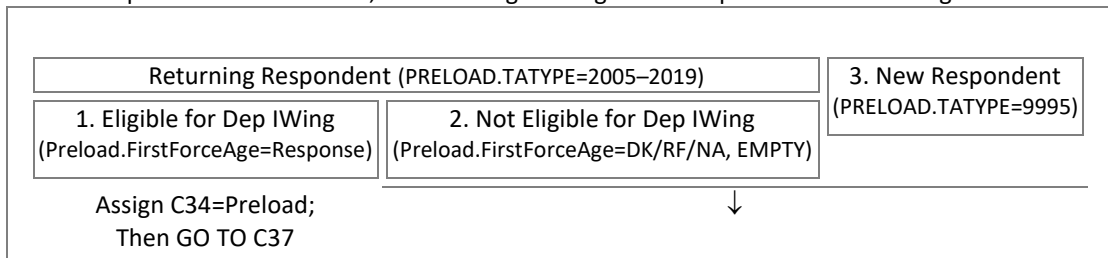 Returning Respondent (PRELOAD.TATYPE=2005–2019)
3. New Respondent
(PRELOAD.TATYPE=9995)
1. Eligible for Dep IWing
(Preload.FirstForceAge=Response)
2. Not Eligible for Dep IWing
(Preload.FirstForceAge=DK/RF/NA, EMPTY)
Assign C34=Preload;
Then GO TO C37
↓